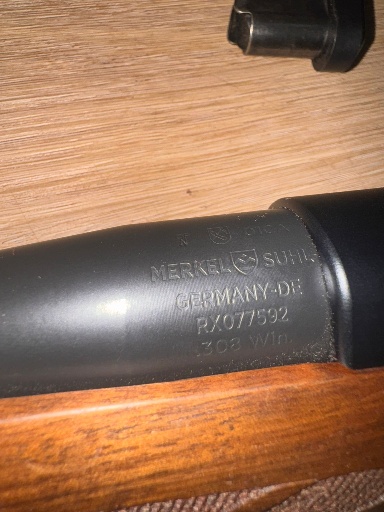 MERKEL SUHL
GERMANY-DE
RX077592
.308 Win.